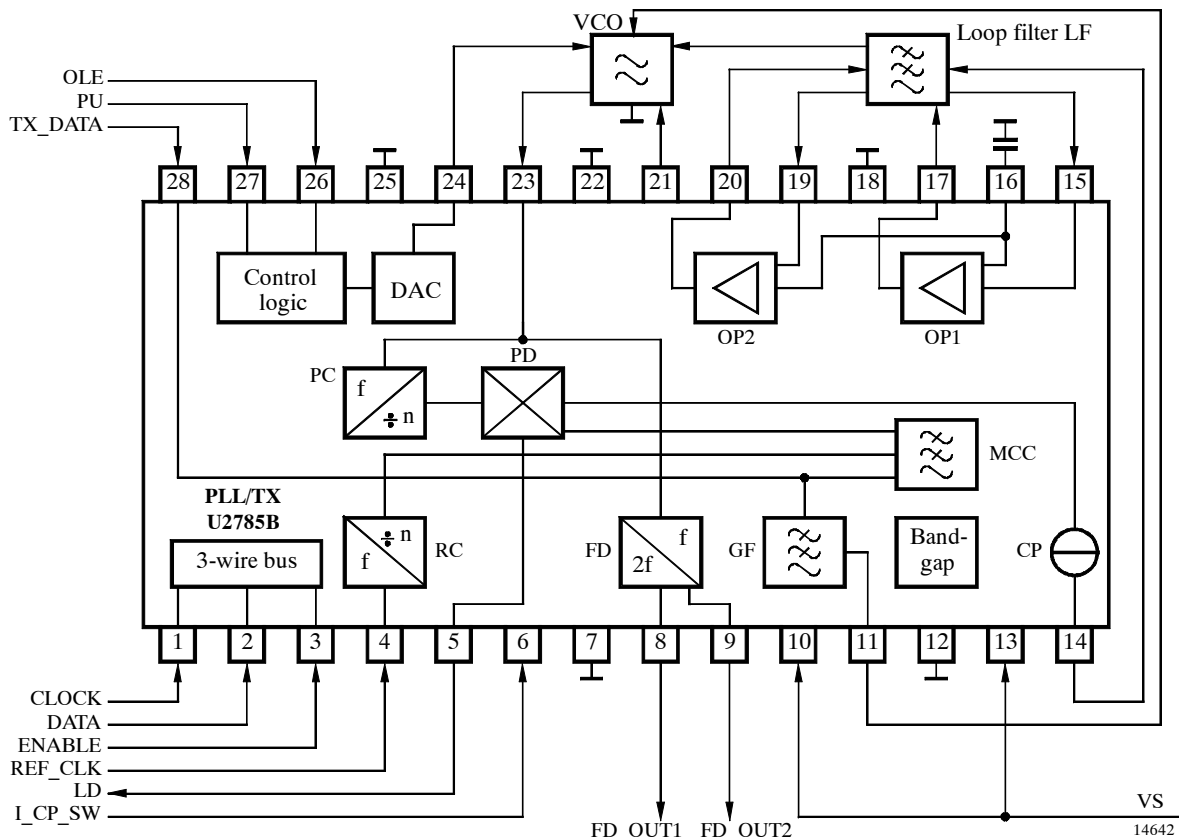 VCO
Loop filter LF
OLE
PU
TX_DATA
28 27 26 25 24 23 22 21 20 19 18 17 16 15
Control
logic
DAC
OP2
OP1
PD
PC
f
÷ n
MCC
PLL/TX
U2785B
3-wire bus
÷ n
f
RC
FD
f
2f
GF
Band-
gap
CP
1 2 3 4 5 6 7 8 9 10 11 12 13 14
CLOCK
DATA
ENABLE
REF_CLK
LD
I_CP_SW
FD_OUT1
FD_OUT2
VS
14642